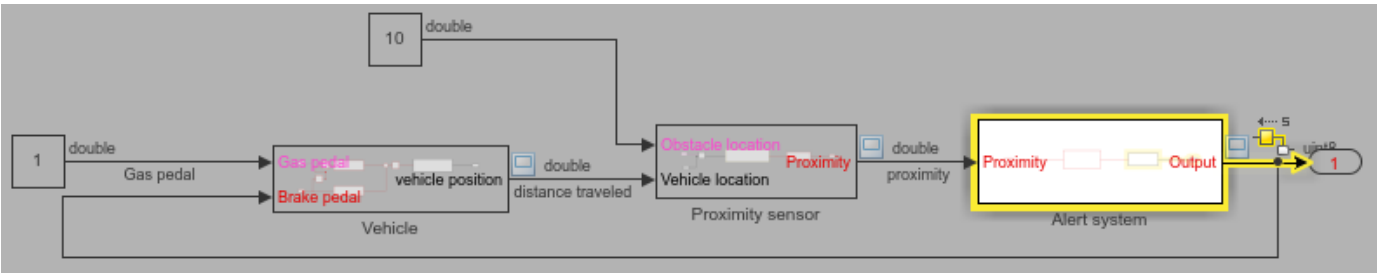 10
double
1
double
Gas pedal
Gas pedal
Brake pedal
vehicle position
Vehicle
double
distance traveled
Obstacle location
Vehicle location
Proximity
Proximity sensor
double
proximity
Proximity
Output
Alert system
5
uint8
1